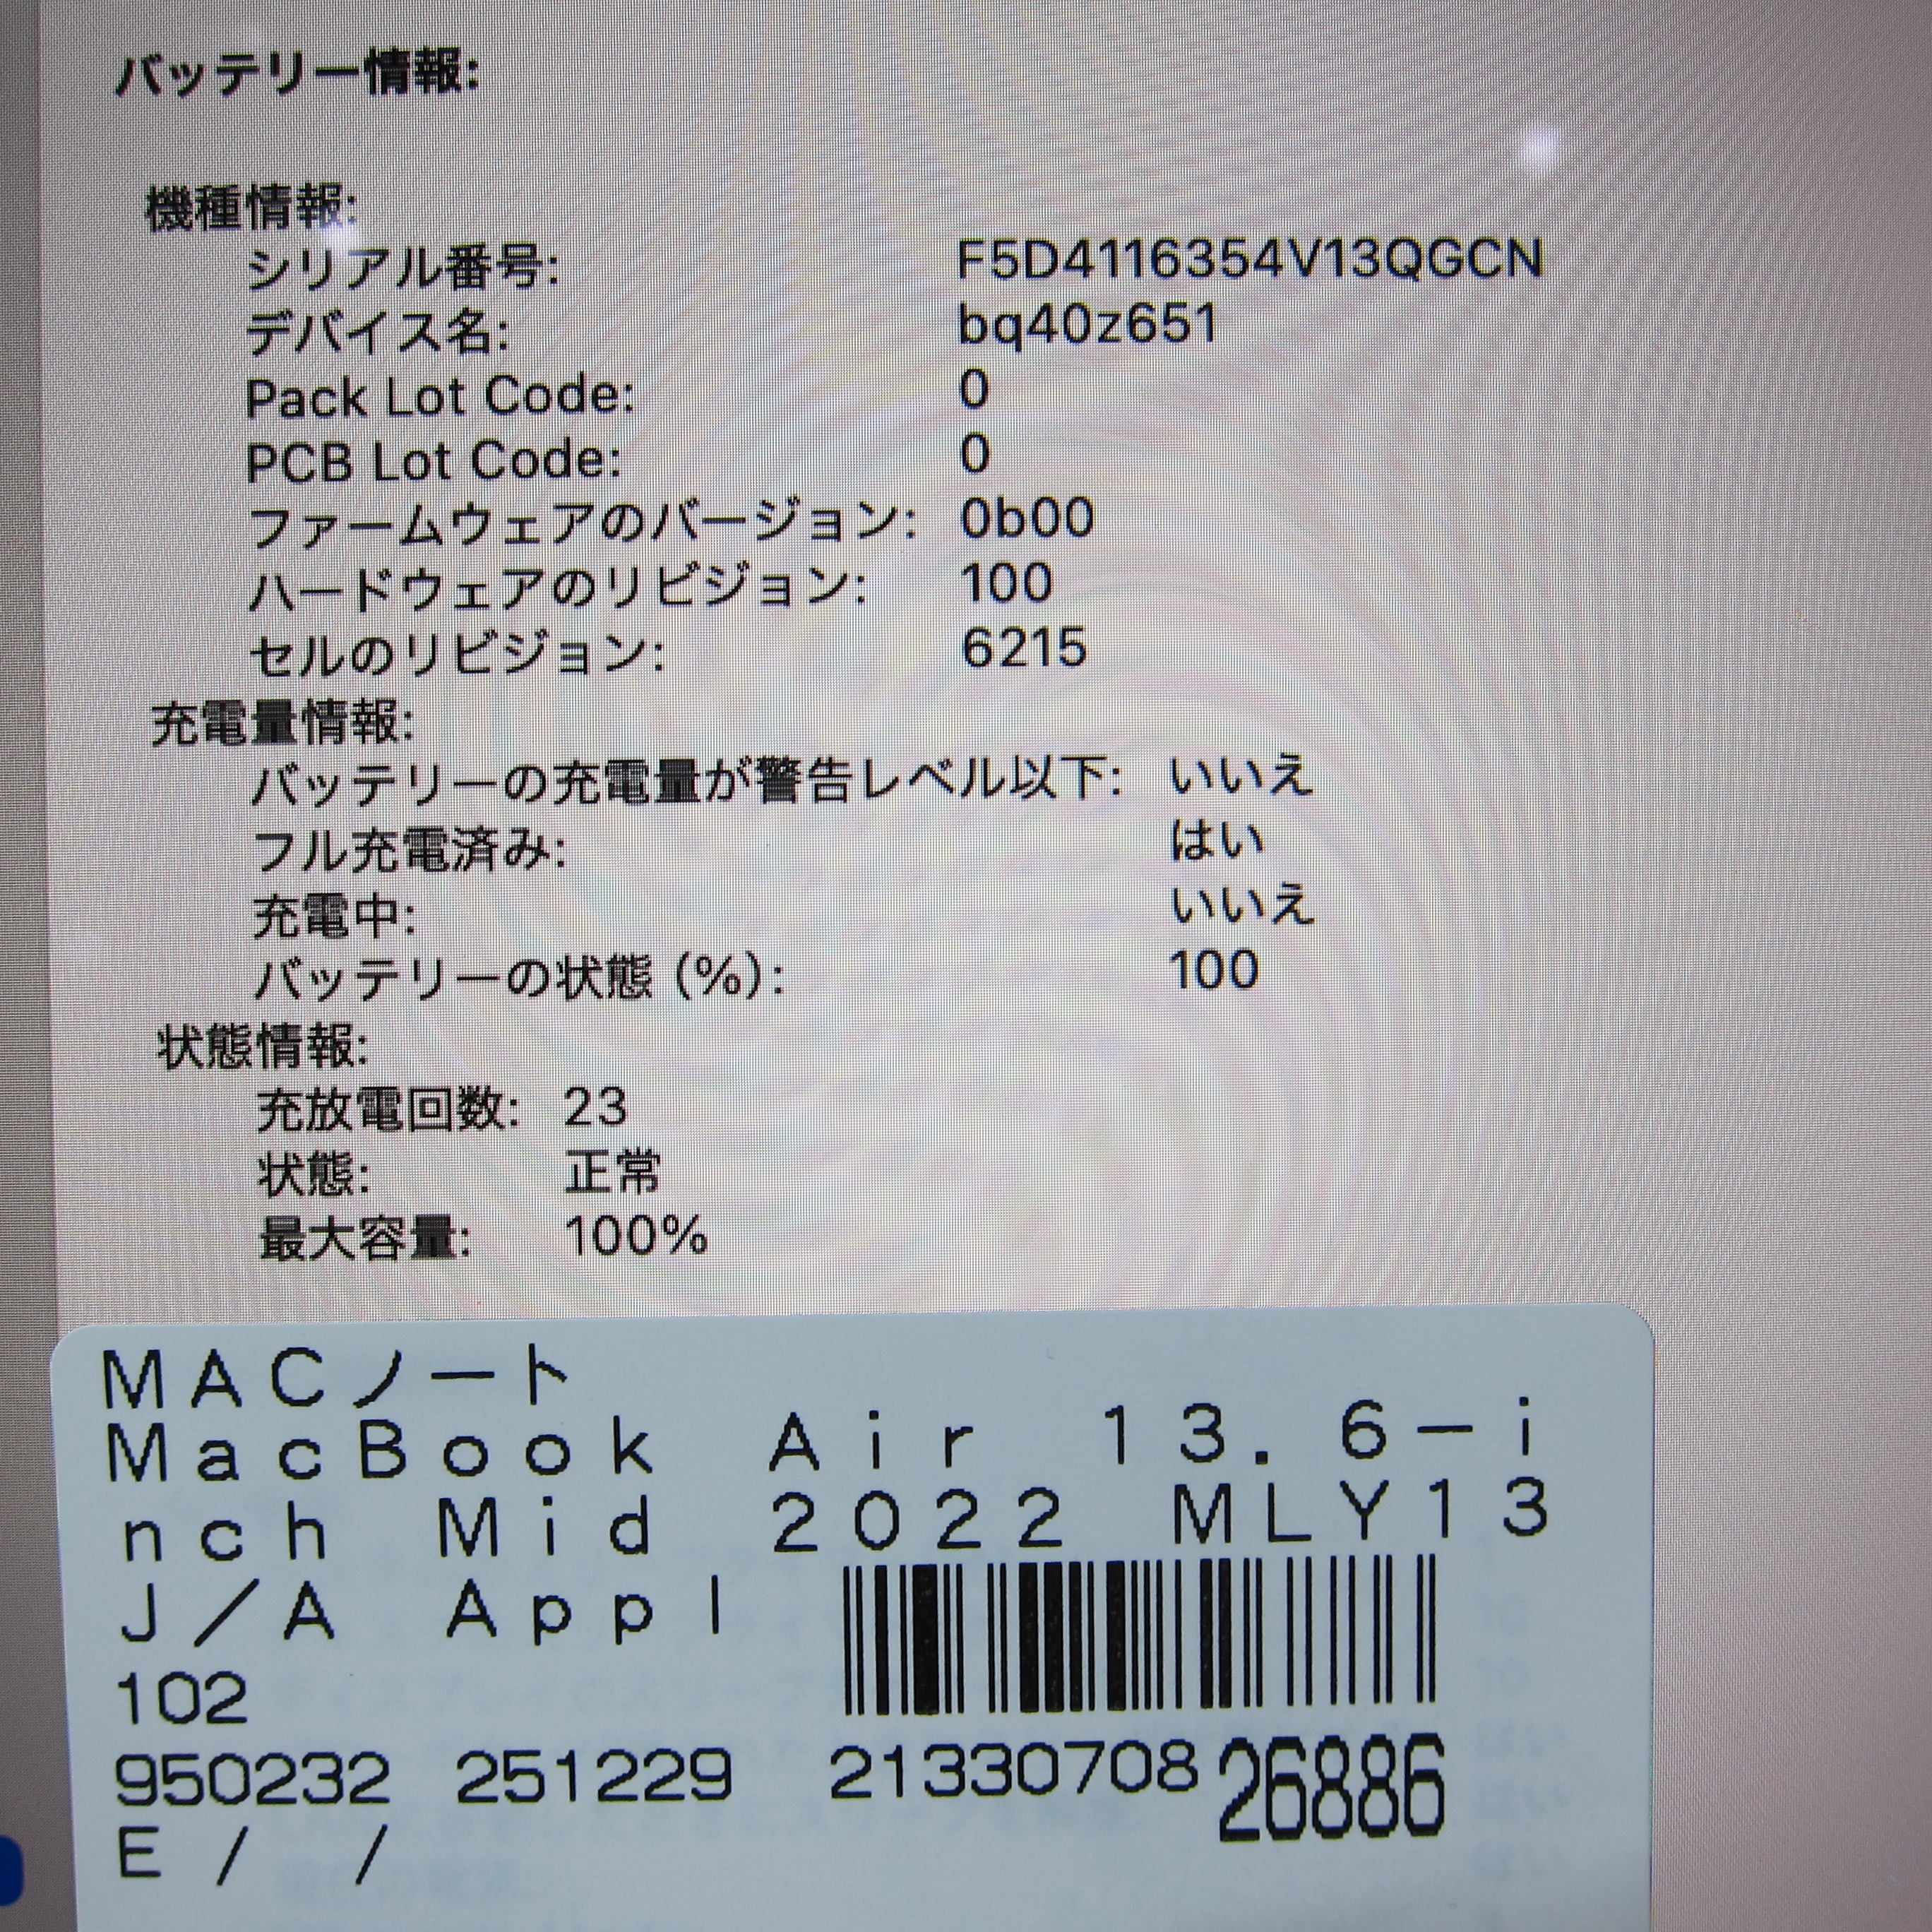 バッテリー情報:
機種情報:
シリアル番号: F5D4116354V13QGCN
デバイス名: bq40z651
Pack Lot Code: 0
PCB Lot Code: 0
ファームウェアのバージョン: 0b00
ハードウェアのリビジョン: 100
セルのリビジョン: 6215
充電量情報:
バッテリーの充電量が警告レベル以下: いいえ
フル充電済み: はい
充電中: いいえ
バッテリーの状態 (%): 100
状態情報:
充放電回数: 23
状態: 正常
最大容量: 100%
MACノート
MacBook Air 13.6-i
nch Mid 2022 MLY13
J/A Appl
102
950232 251229 21330708 26886
E / /